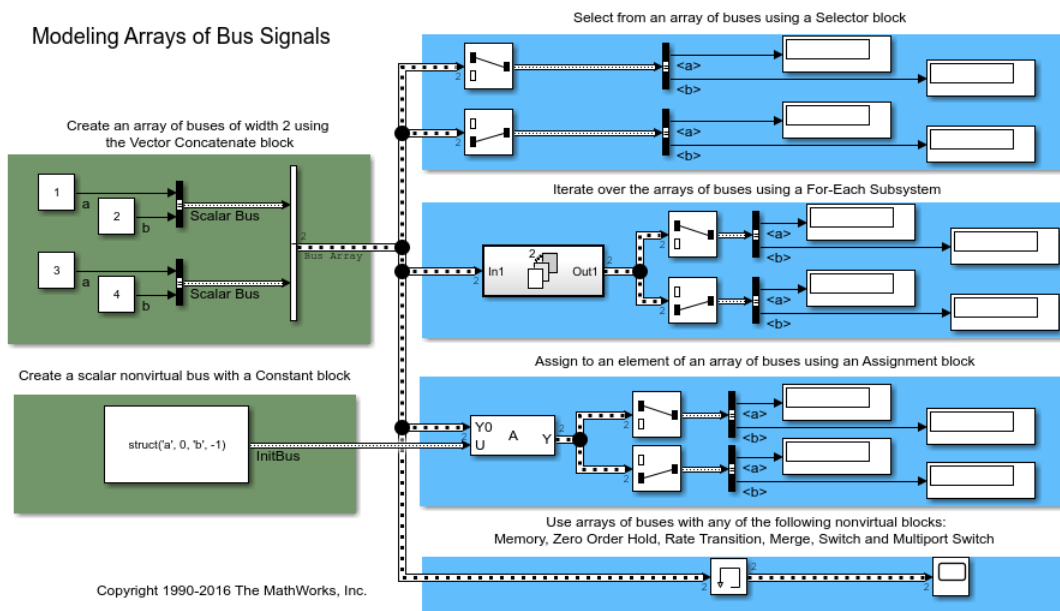 Modeling Arrays of Bus Signals
Create an array of buses of width 2 using
the Vector Concatenate block
1
a
2
b
Scalar Bus
3
a
4
b
Scalar Bus
2
Bus Array
Create a scalar nonvirtual bus with a Constant block
struct('a', 0, 'b', -1)
InitBus
Copyright 1990-2016 The MathWorks, Inc.
Select from an array of buses using a Selector block
2
<a>
<b>
2
<a>
<b>
Iterate over the arrays of buses using a For-Each Subsystem
2
In1
2
Out1
2
2
<a>
<b>
2
<a>
<b>
Assign to an element of an array of buses using an Assignment block
2
Y0
U
A
Y
2
2
<a>
<b>
2
<a>
<b>
Use arrays of buses with any of the following nonvirtual blocks:
Memory, Zero Order Hold, Rate Transition, Merge, Switch and Multiport Switch
2
2
2